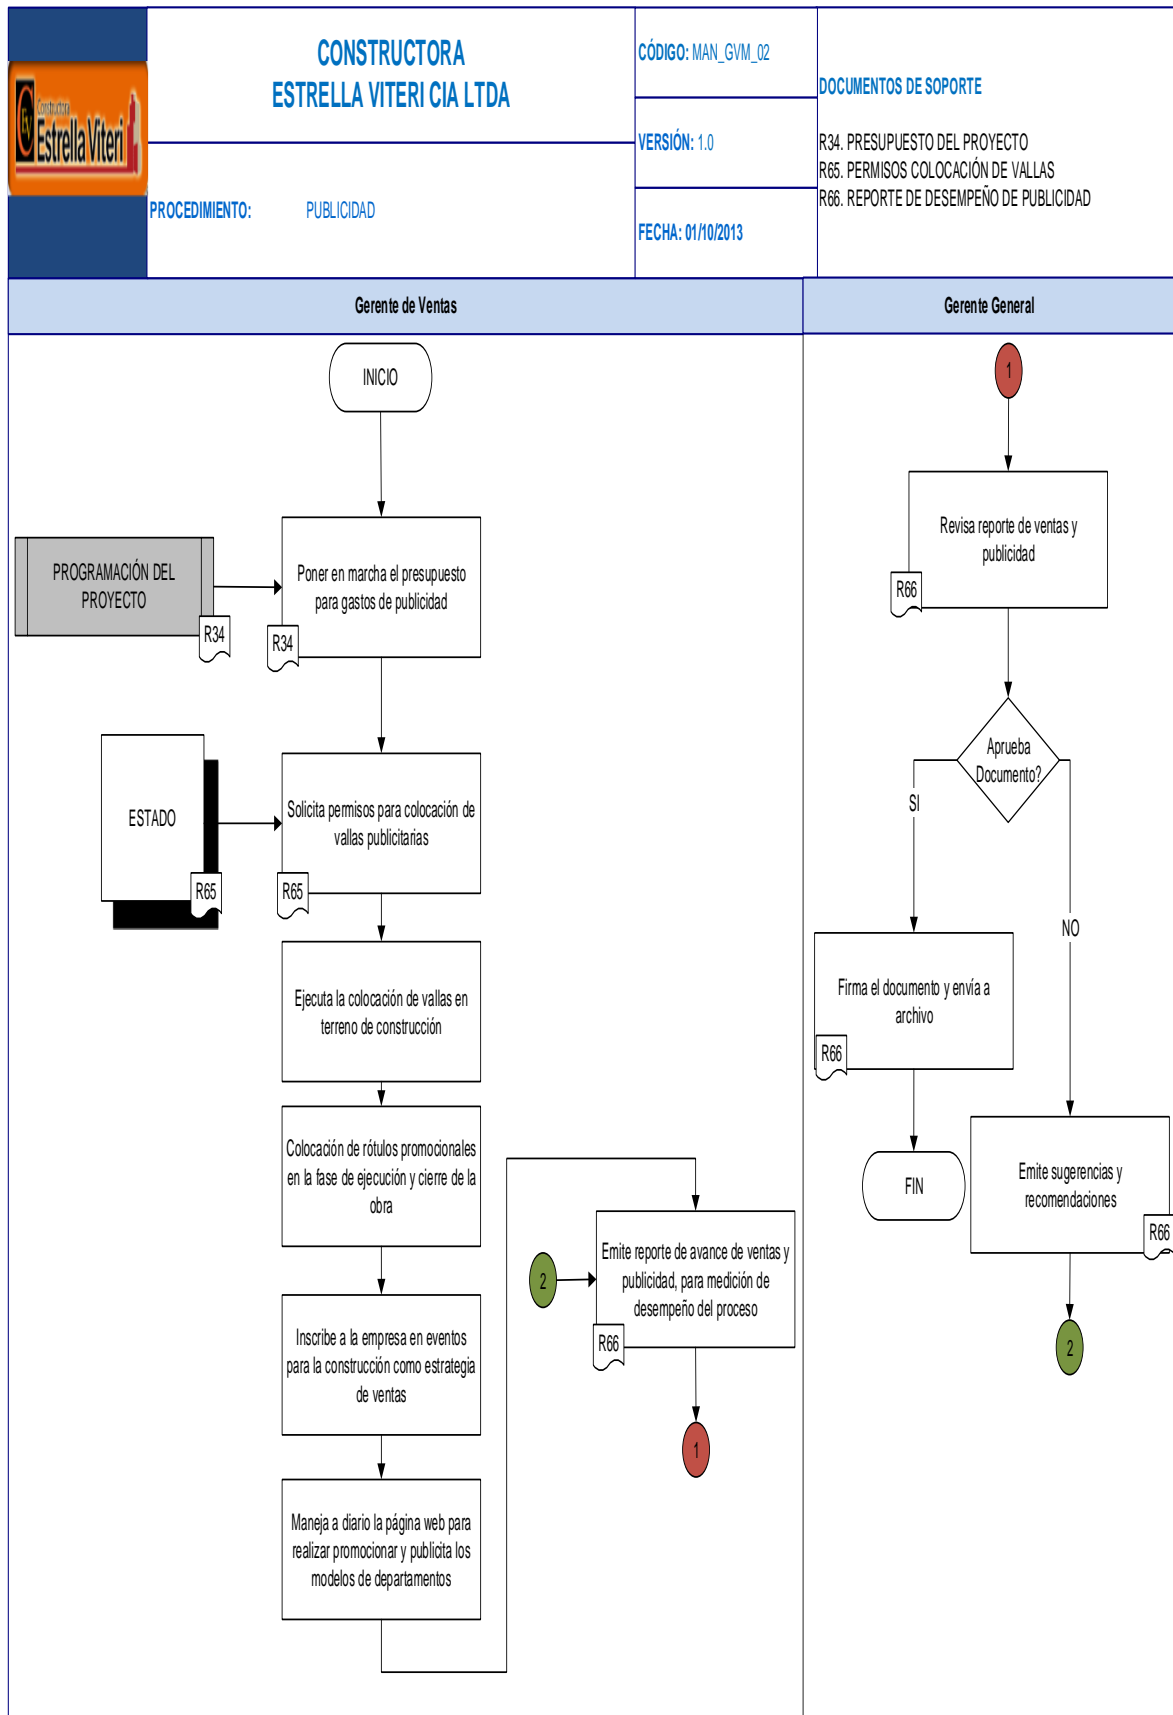 Constructora
Estrella Viteri
CONSTRUCTORA
ESTRELLA VITERI CIA LTDA
PROCEDIMIENTO: PUBLICIDAD
CÓDIGO: MAN_GVM_02
VERSIÓN: 1.0
FECHA: 01/10/2013
DOCUMENTOS DE SOPORTE
R34. PRESUPUESTO DEL PROYECTO
R65. PERMISOS COLOCACIÓN DE VALLAS
R66. REPORTE DE DESEMPEÑO DE PUBLICIDAD
Gerente de Ventas
INICIO
PROGRAMACIÓN DEL
PROYECTO
R34
Poner en marcha el presupuesto
para gastos de publicidad
R34
ESTADO
R65
Solicita permisos para colocación de
vallas publicitarias
R65
Ejecuta la colocación de vallas en
terreno de construcción
Colocación de rótulos promocionales
en la fase de ejecución y cierre de la
obra
Inscribe a la empresa en eventos
para la construcción como estrategia
de ventas
Maneja a diario la página web para
realizar promocionar y publicita los
modelos de departamentos
2
Emite reporte de avance de ventas y
publicidad, para medición de
desempeño del proceso
R66
1
Gerente General
1
Revisa reporte de ventas y
publicidad
R66
Aprueba
Documento?
SI
NO
Firma el documento y envía a
archivo
R66
FIN
Emite sugerencias y
recomendaciones
R66
2